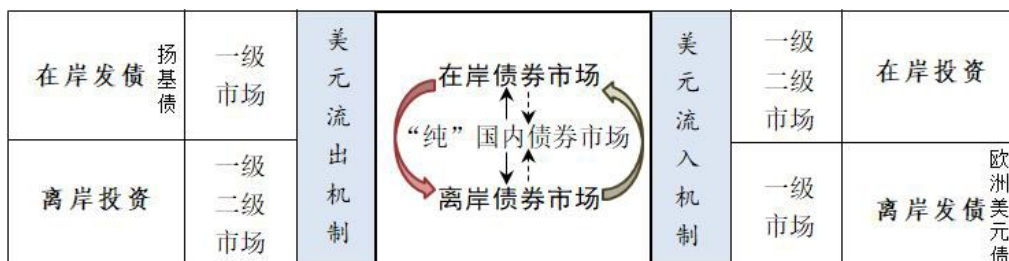 在岸发债
扬基债
一级
市场
离岸投资
一级
二级
市场
美元流出机制
在岸债券市场
“纯”国内债券市场
离岸债券市场
美元流入机制
一级
二级
市场
在岸投资
一级
市场
离岸发债
欧洲美元债